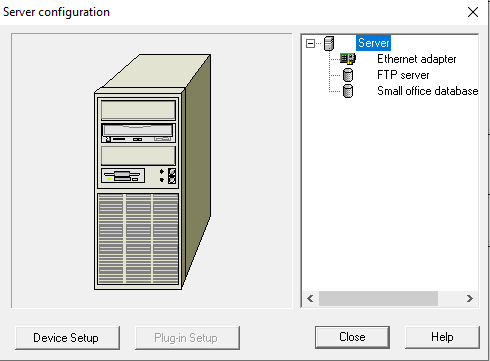 Server configuration
Server
Ethernet adapter
FTP server
Small office database
Device Setup
Plug-in Setup
Close
Help